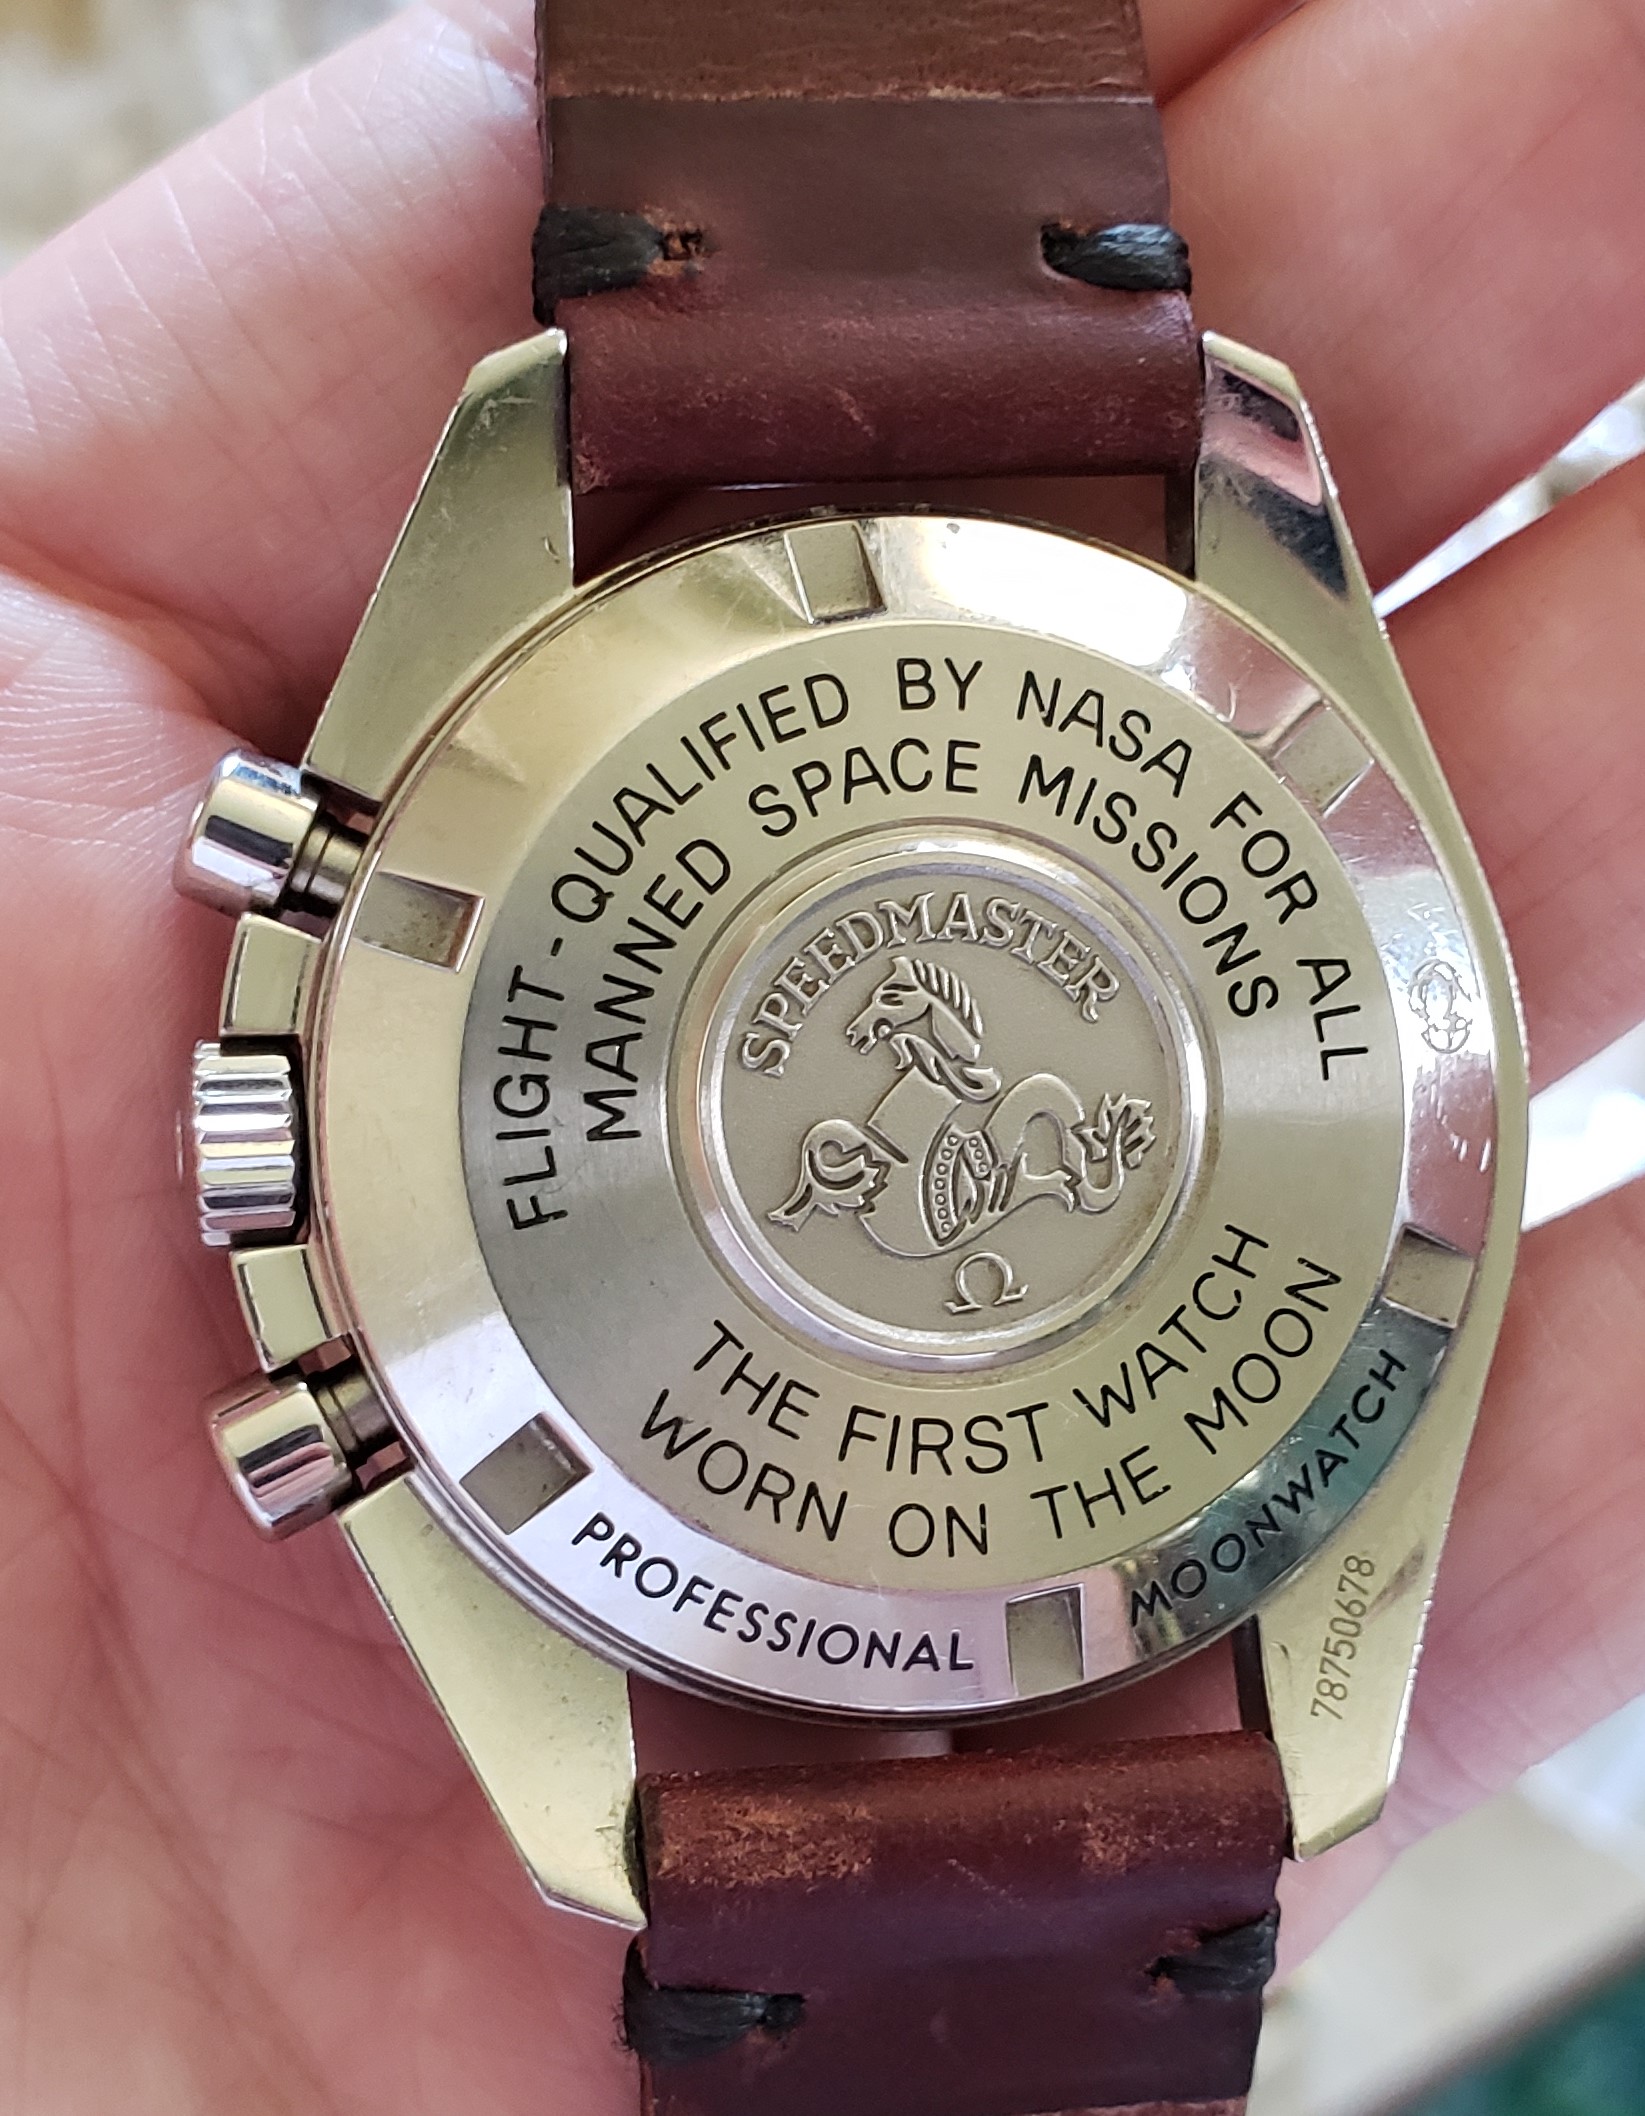 FLIGHT-QUALIFIED BY NASA FOR ALL
MANNED SPACE MISSIONS
SPEEDMASTER
Ω
THE FIRST WATCH
WORN ON THE MOON
PROFESSIONAL
MOONWATCH
78750678